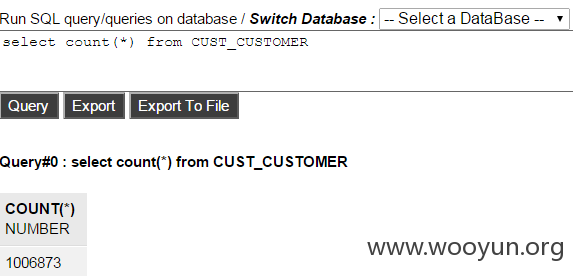 Run SQL query/queries on database / Switch Database : -- Select a DataBase --
select count(*) from CUST_CUSTOMER
Query Export Export To File
Query#0 : select count(*) from CUST_CUSTOMER
COUNT(*)
NUMBER
1006873
www.wooyun.org